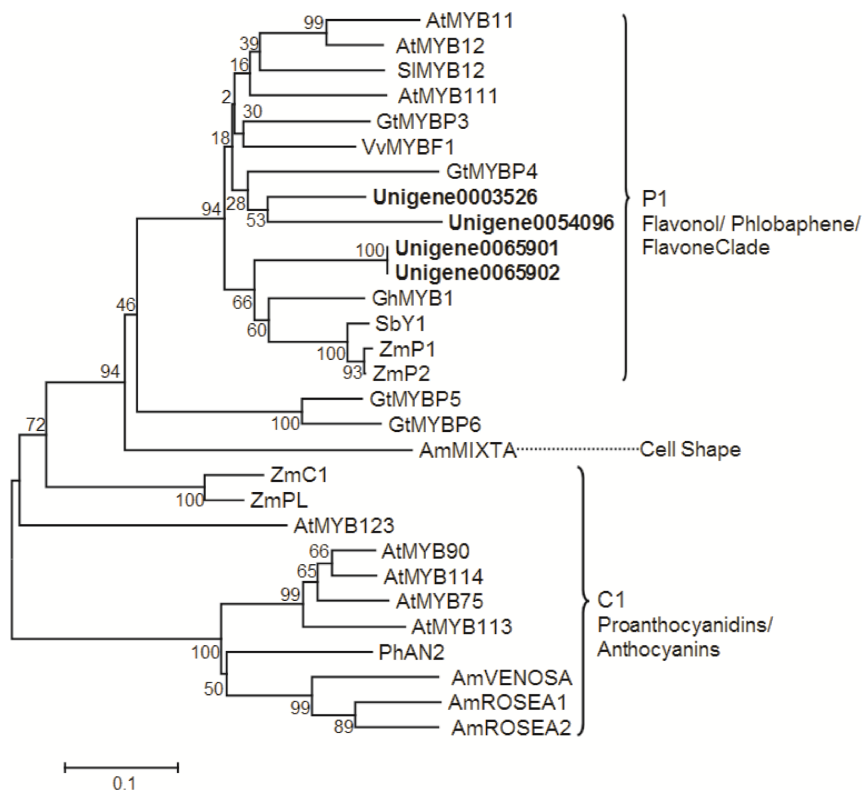 99 AtMYB11
39 AtMYB12
16 SlMYB12
AtMYB111
2
30 GtMYBP3
18 VvMYBF1
GtMYBP4
28 Unigene0003526
53 Unigene0054096
94
100 Unigene0065901
Unigene0065902
66 GhMYB1
60 SbY1
100 ZmP1
93 ZmP2
46
GtMYBP5
100 GtMYBP6
94
AmMIXTA Cell Shape
72
ZmC1
100 ZmPL
AtMYB123
66 AtMYB90
65 AtMYB114
99 AtMYB75
AtMYB113
100 PhAN2
50 AmVENOSA
99 AmROSEA1
89 AmROSEA2
P1
Flavonol/ Phlobaphene/
FlavoneClade
C1
Proanthocyanidins/
Anthocyanins
0.1